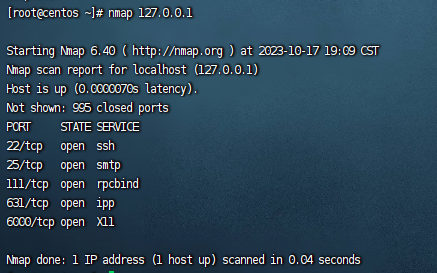 [root@centos ~]# nmap 127.0.0.1
Starting Nmap 6.40 ( http://nmap.org ) at 2023-10-17 19:09 CST
Nmap scan report for localhost (127.0.0.1)
Host is up (0.0000070s latency).
Not shown: 995 closed ports
PORT     STATE SERVICE
22/tcp   open  ssh
25/tcp   open  smtp
111/tcp  open  rpcbind
631/tcp  open  ipp
6000/tcp open  X11
Nmap done: 1 IP address (1 host up) scanned in 0.04 seconds